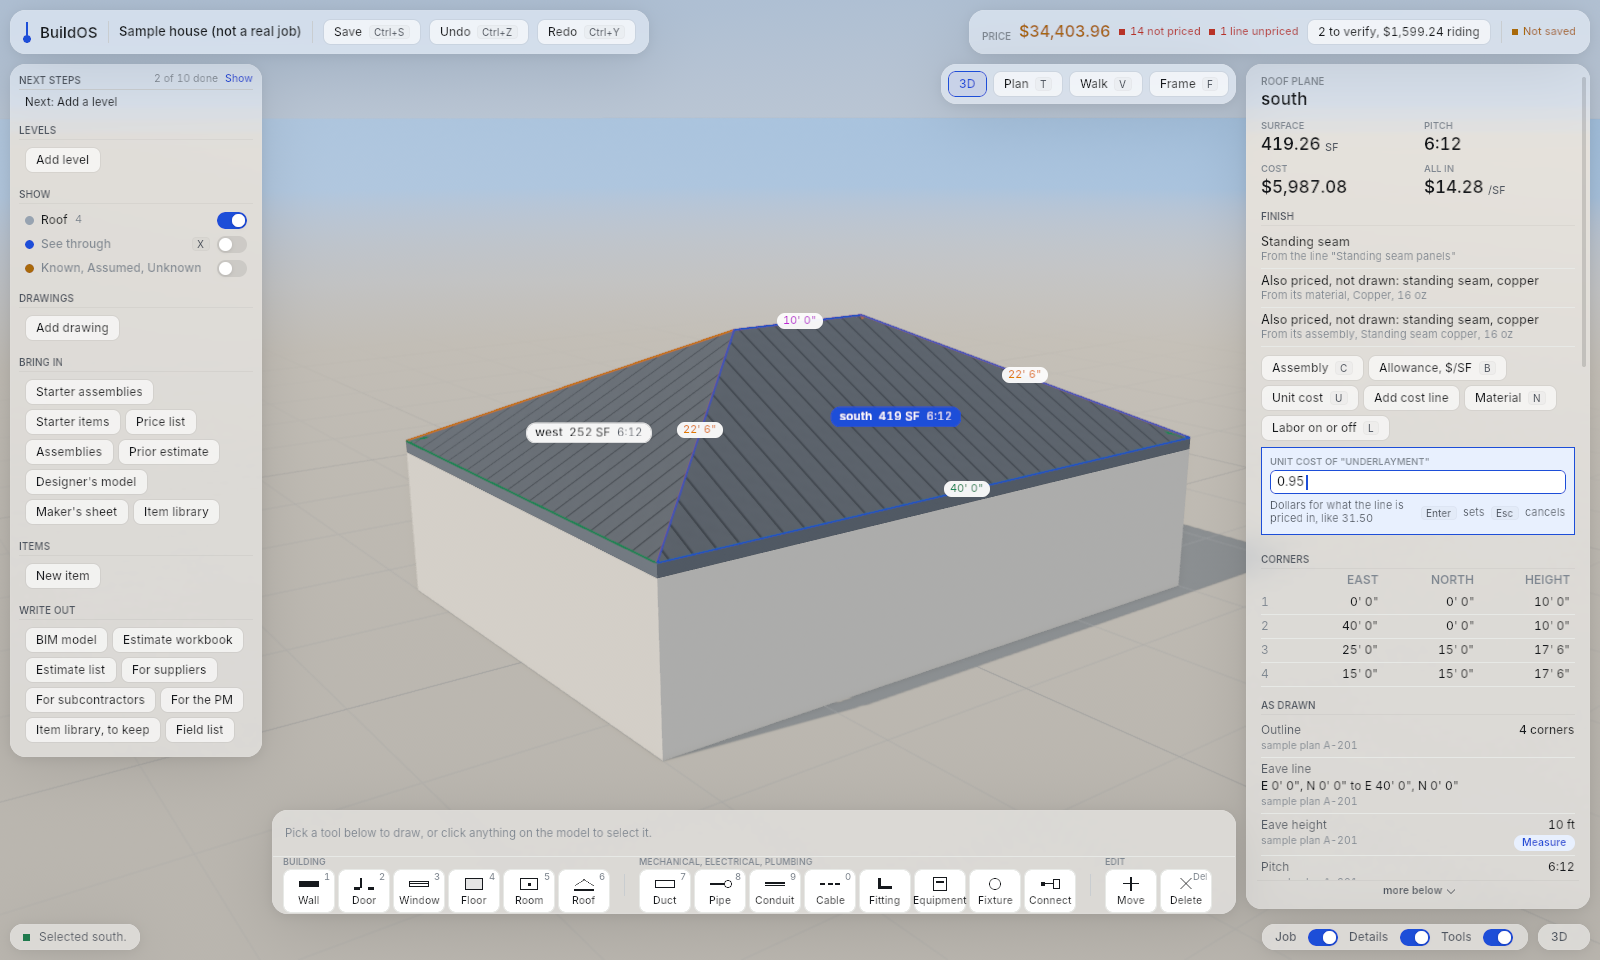 BuildOS
Sample house (not a real job)
Save Ctrl+S
Undo Ctrl+Z
Redo Ctrl+Y
PRICE $34,403.96
14 not priced
1 line unpriced
2 to verify, $1,599.24 riding
Not saved
NEXT STEPS
2 of 10 done Show
Next: Add a level
LEVELS
Add level
SHOW
Roof 4
See through X
Known, Assumed, Unknown
DRAWINGS
Add drawing
BRING IN
Starter assemblies
Starter items Price list
Assemblies Prior estimate
Designer's model
Maker's sheet Item library
ITEMS
New item
WRITE OUT
BIM model Estimate workbook
Estimate list For suppliers
For subcontractors For the PM
Item library, to keep Field list
3D
Plan T
Walk V
Frame F
10' 0"
22' 6"
south 419 SF 6:12
west 252 SF 6:12
22' 6"
40' 0"
ROOF PLANE
south
SURFACE PITCH
419.26 SF 6:12
COST ALL IN
$5,987.08 $14.28 /SF
FINISH
Standing seam
From the line "Standing seam panels"
Also priced, not drawn: standing seam, copper
From its material, Copper, 16 oz
Also priced, not drawn: standing seam, copper
From its assembly, Standing seam copper, 16 oz
Assembly C Allowance, $/SF B
Unit cost U Add cost line Material N
Labor on or off L
UNIT COST OF "UNDERLAYMENT"
0.95
Dollars for what the line is
priced in, like 31.50
Enter sets Esc cancels
CORNERS
EAST NORTH HEIGHT
1 0' 0" 0' 0" 10' 0"
2 40' 0" 0' 0" 10' 0"
3 25' 0" 15' 0" 17' 6"
4 15' 0" 15' 0" 17' 6"
AS DRAWN
Outline 4 corners
sample plan A-201
Eave line
E 0' 0", N 0' 0" to E 40' 0", N 0' 0"
sample plan A-201
Eave height 10 ft
sample plan A-201 Measure
Pitch 6:12
more below
Pick a tool below to draw, or click anything on the model to select it.
BUILDING
1 Wall
2 Door
3 Window
4 Floor
5 Room
6 Roof
MECHANICAL, ELECTRICAL, PLUMBING
7 Duct
8 Pipe
9 Conduit
0 Cable
Fitting
Equipment
Fixture
Connect
EDIT
Move
Del Delete
Selected south.
Job Details Tools 3D